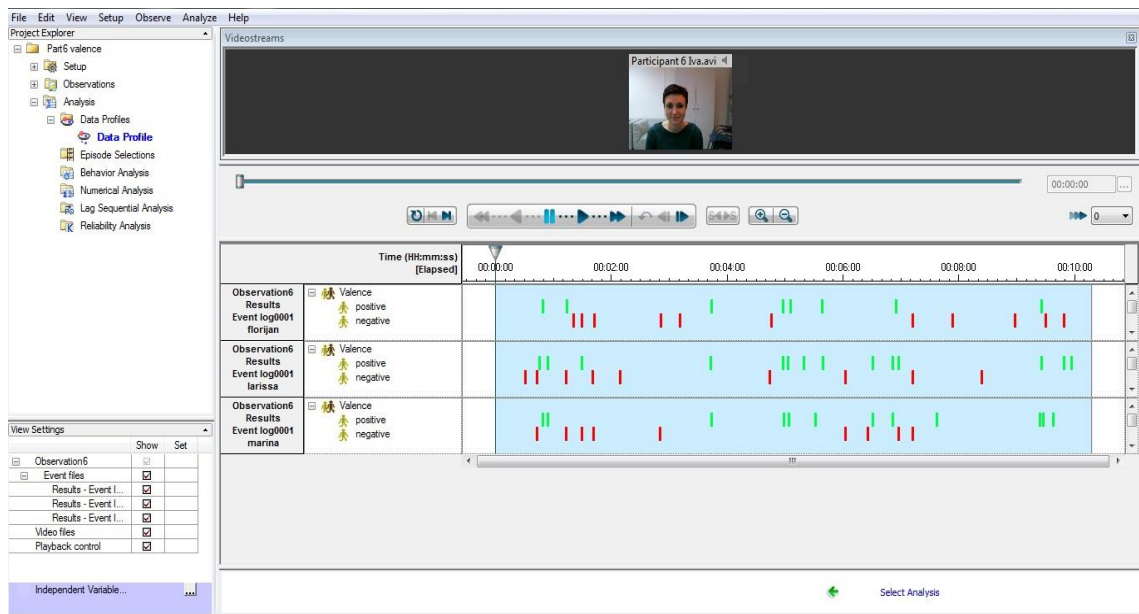 File Edit View Setup Observe Analyze Help
Project Explorer
Part6 valence
Setup
Observations
Analysis
Data Profiles
Data Profile
Episode Selections
Behavior Analysis
Numerical Analysis
Lag Sequential Analysis
Reliability Analysis
View Settings
Show Set
Observation6
Event files
Results - Event l...
Results - Event l...
Results - Event l...
Video files
Playback control
Independent Variable... ...
Videostreams
Participant 6 Iva.avi
00:00:00 ...
S S
0
Time (HH:mm:ss)
[Elapsed]
00:00:00 00:02:00 00:04:00 00:06:00 00:08:00 00:10:00
Observation6
Results
Event log0001
florijan
Valence
positive
negative
Observation6
Results
Event log0001
larissa
Valence
positive
negative
Observation6
Results
Event log0001
marina
Valence
positive
negative
Select Analysis